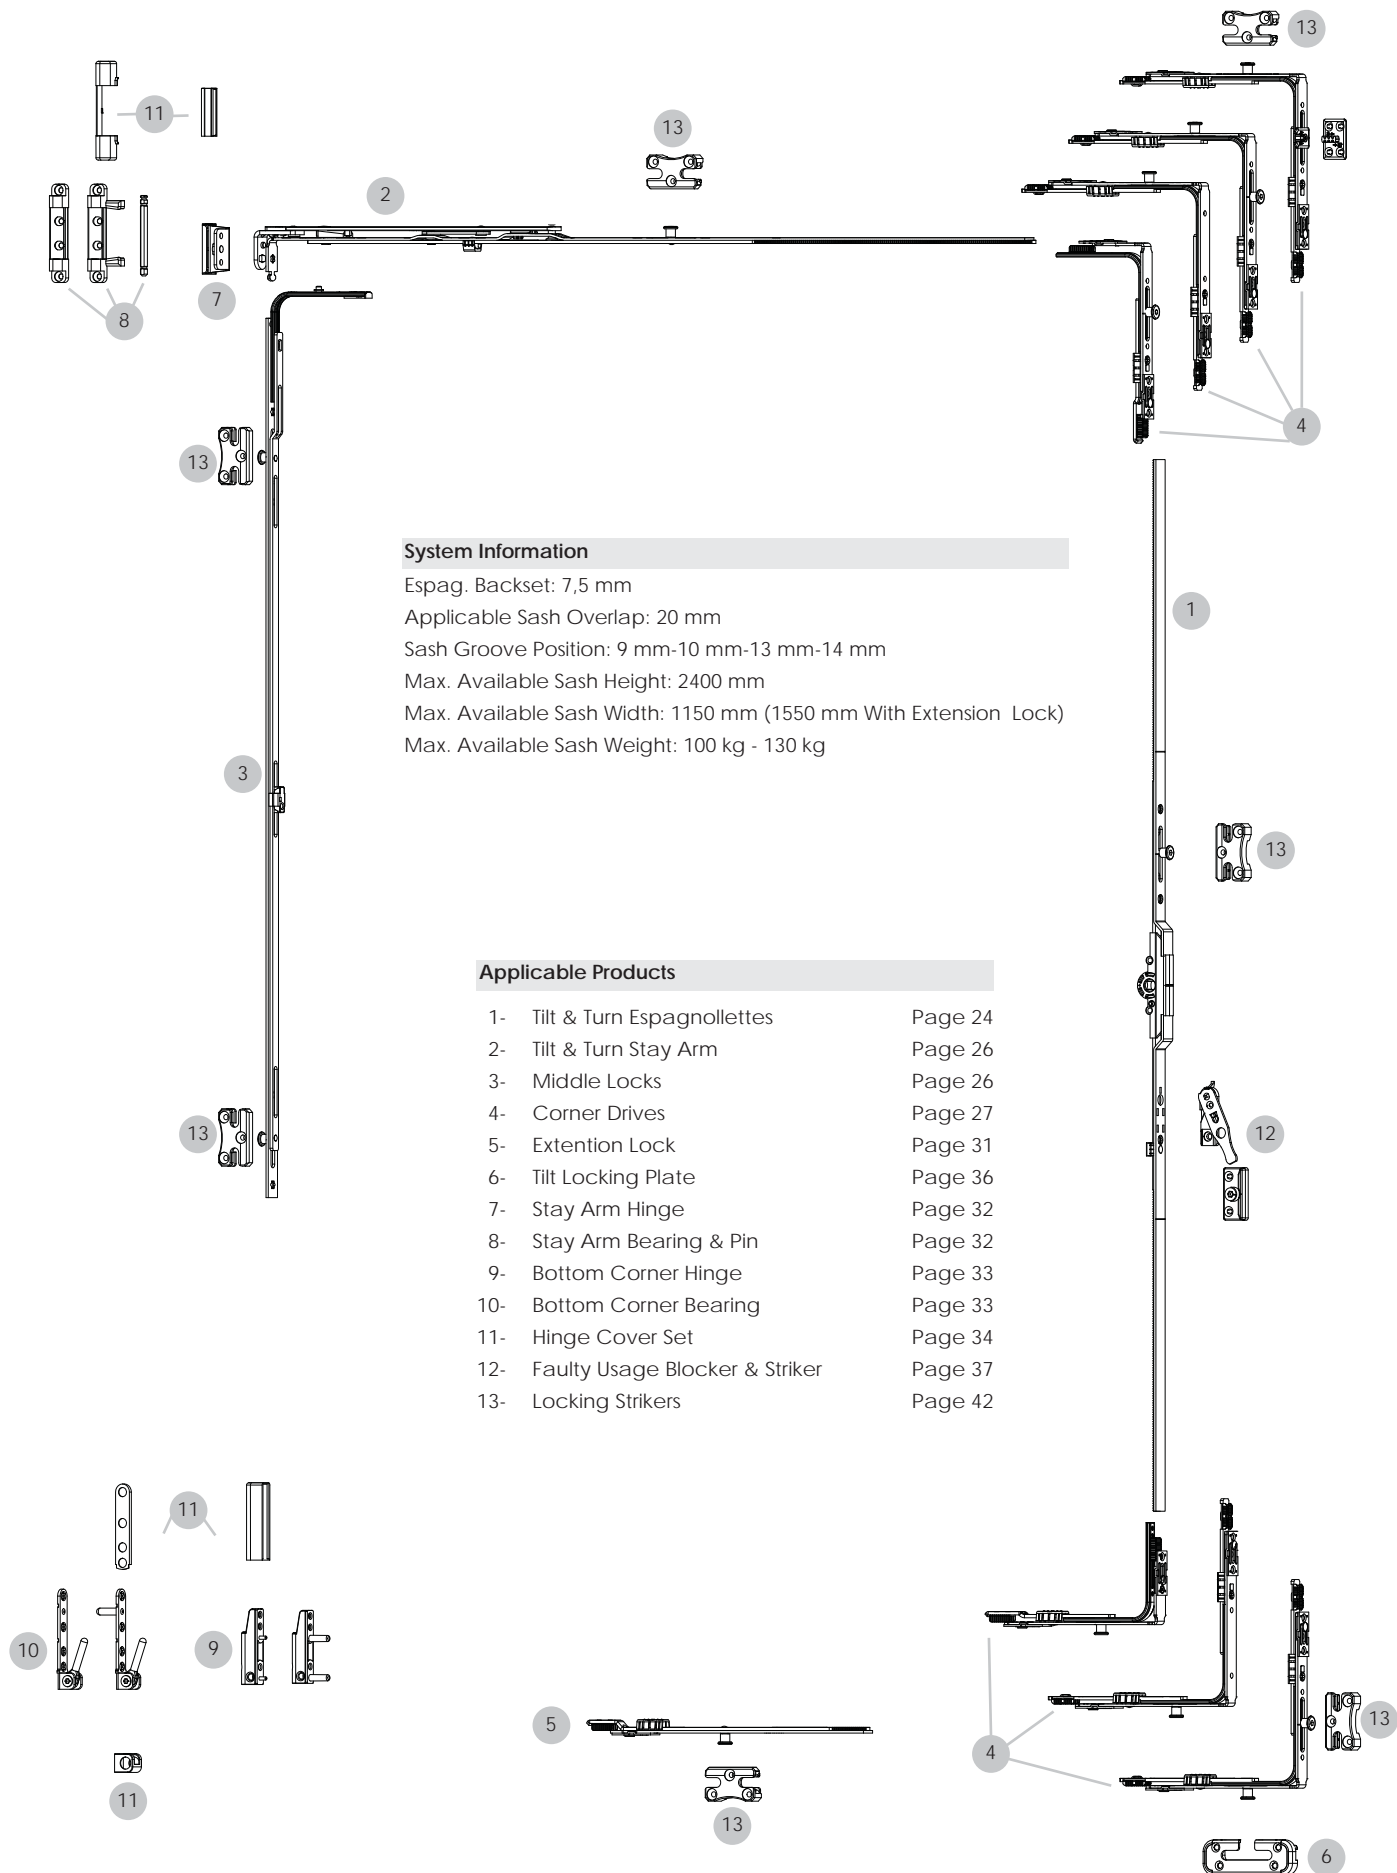 13
11
13
2
7
8
4
13
System Information
Espag. Backset: 7,5 mm
Applicable Sash Overlap: 20 mm
Sash Groove Position: 9 mm-10 mm-13 mm-14 mm
Max. Available Sash Height: 2400 mm
Max. Available Sash Width: 1150 mm (1550 mm With Extension Lock)
Max. Available Sash Weight: 100 kg - 130 kg
1
3
13
Applicable Products
1- Tilt & Turn Espagnollettes Page 24
2- Tilt & Turn Stay Arm Page 26
3- Middle Locks Page 26
4- Corner Drives Page 27
5- Extention Lock Page 31
6- Tilt Locking Plate Page 36
7- Stay Arm Hinge Page 32
8- Stay Arm Bearing & Pin Page 32
9- Bottom Corner Hinge Page 33
10- Bottom Corner Bearing Page 33
11- Hinge Cover Set Page 34
12- Faulty Usage Blocker & Striker Page 37
13- Locking Strikers Page 42
13
12
11
10
9
5
4
13
11
13
6